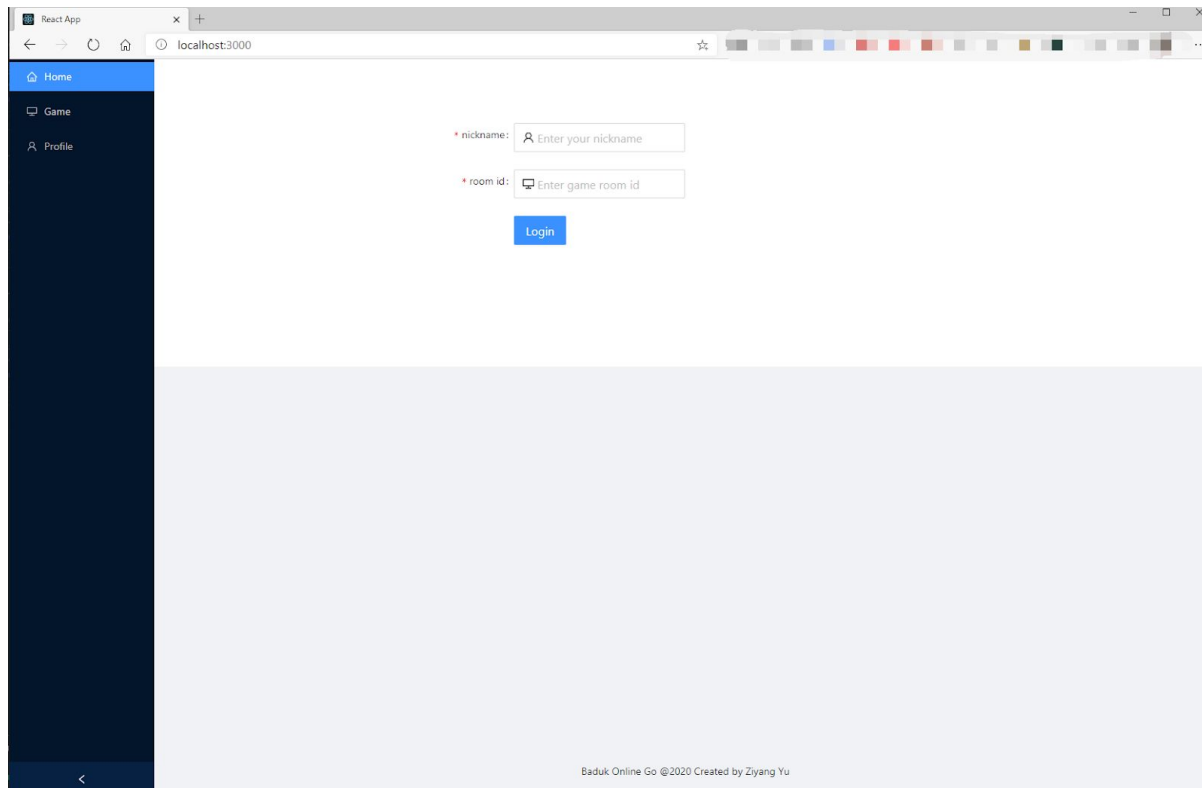 React App
localhost:3000
Home
Game
Profile
* nickname: Enter your nickname
* room id: Enter game room id
Login
Baduk Online Go @2020 Created by Ziyang Yu